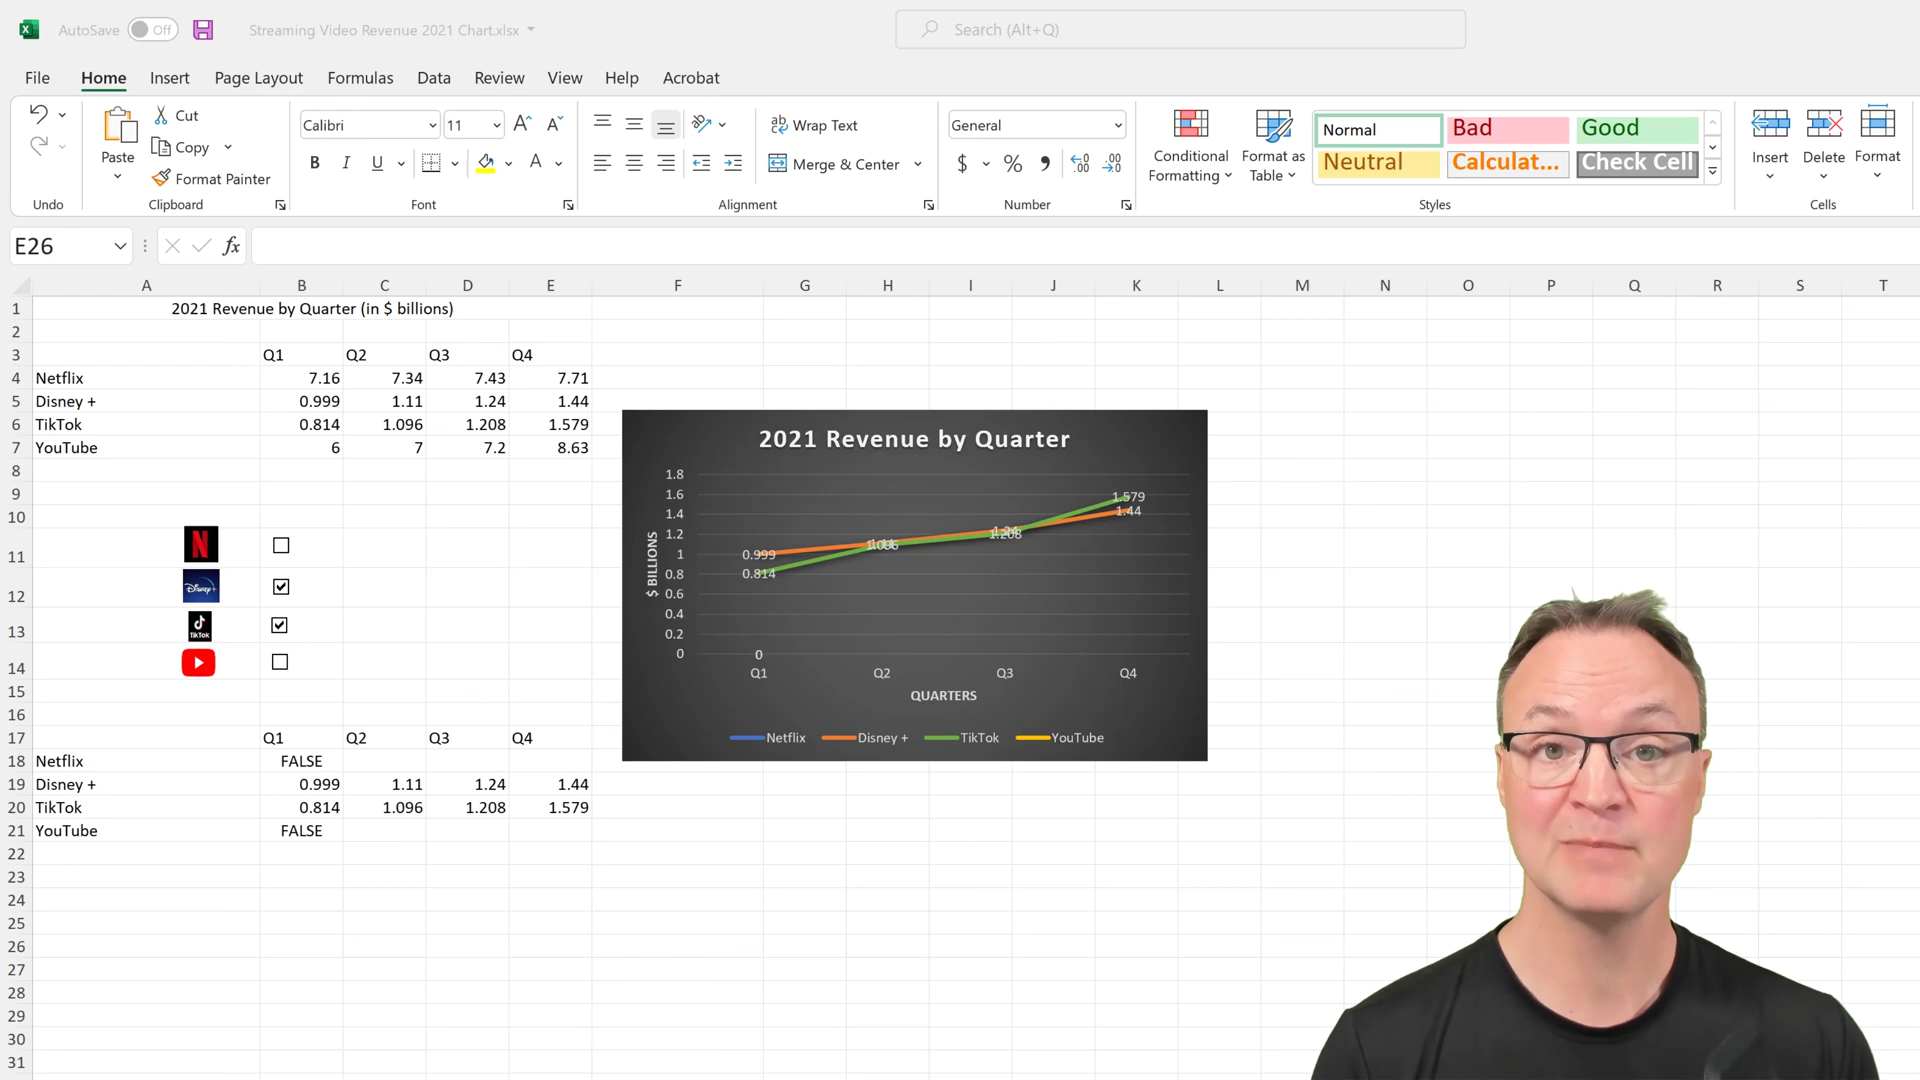 AutoSave Off Streaming Video Revenue 2021 Chart.xlsx Search (Alt+Q)
File Home Insert Page Layout Formulas Data Review View Help Acrobat
Paste Cut Copy Format Painter
Calibri 11
B I U A
Wrap Text
Merge & Center
General
$ %
Conditional Formatting
Format as Table
Normal Bad Good
Neutral Calculat... Check Cell
Insert Delete Format
Undo Clipboard Font Alignment Number Styles Cells
E26 fx
A B C D E F G H I J K L M N O P Q R S T
1 2021 Revenue by Quarter (in $ billions)
2
3 Q1 Q2 Q3 Q4
4 Netflix 7.16 7.34 7.43 7.71
5 Disney + 0.999 1.11 1.24 1.44
6 TikTok 0.814 1.096 1.208 1.579
7 YouTube 6 7 7.2 8.63
8
9
10
11 N
12 Disney+
13 TikTok
14
15
16
17 Q1 Q2 Q3 Q4
18 Netflix FALSE
19 Disney + 0.999 1.11 1.24 1.44
20 TikTok 0.814 1.096 1.208 1.579
21 YouTube FALSE
22
23
24
25
26
27
28
29
30
31
2021 Revenue by Quarter
$ BILLIONS
1.8
1.6
1.4
1.2
1
0.8
0.6
0.4
0.2
0
0.999
0.814
0
1.208
1.579
1.44
Q1 Q2 Q3 Q4
QUARTERS
Netflix Disney + TikTok YouTube